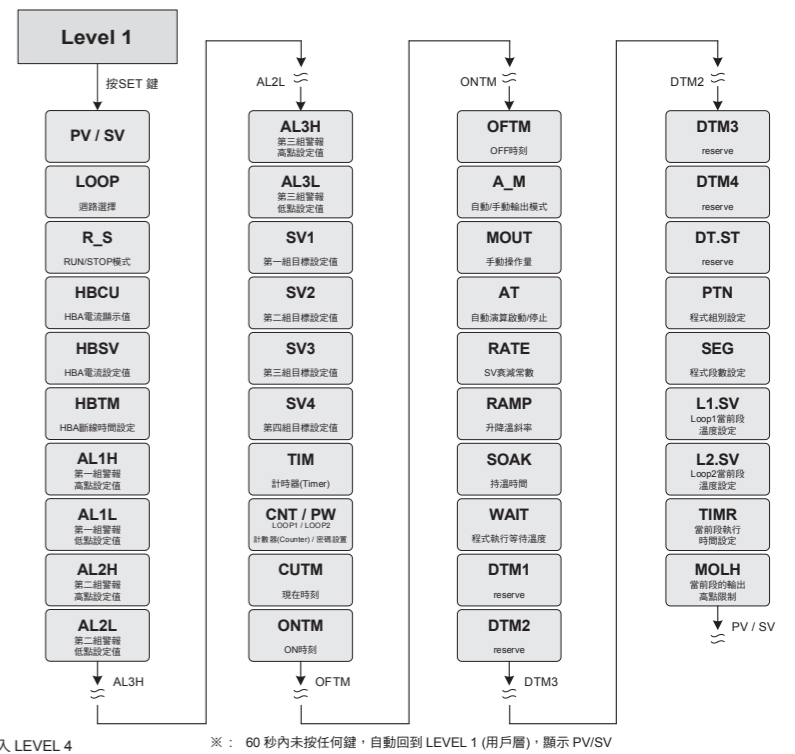 Level 1
按SET 鍵
PV / SV
LOOP
迴路選擇
R_S
RUN/STOP模式
HBCU
HBA電流顯示值
HBSV
HBA電流設定值
HBTM
HBA斷線時間設定
AL1H
第一組警報
高點設定值
AL1L
第一組警報
低點設定值
AL2H
第二組警報
高點設定值
AL2L
第二組警報
低點設定值
AL3H
AL2L
AL3H
第三組警報
高點設定值
AL3L
第三組警報
低點設定值
SV1
第一組目標設定值
SV2
第二組目標設定值
SV3
第三組目標設定值
SV4
第四組目標設定值
TIM
計時器(Timer)
CNT / PW
LOOP1 / LOOP2
計數器(Counter) / 密碼設置
CUTM
現在時刻
ONTM
ON時刻
OFTM
ONTM
OFTM
OFF時刻
A_M
自動/手動輸出模式
MOUT
手動操作量
AT
自動演算啟動/停止
RATE
SV衰減常數
RAMP
升降溫斜率
SOAK
持溫時間
WAIT
程式執行等待溫度
DTM1
reserve
DTM2
reserve
DTM3
DTM2
DTM3
reserve
DTM4
reserve
DT.ST
reserve
PTN
程式組別設定
SEG
程式段數設定
L1.SV
Loop1當前段
溫度設定
L2.SV
Loop2當前段
溫度設定
TIMR
當前段執行
時間設定
MOLH
當前段的輸出
高點限制
PV / SV
入 LEVEL 4
※ : 60 秒內未按任何鍵，自動回到 LEVEL 1 (用戶層)，顯示 PV/SV